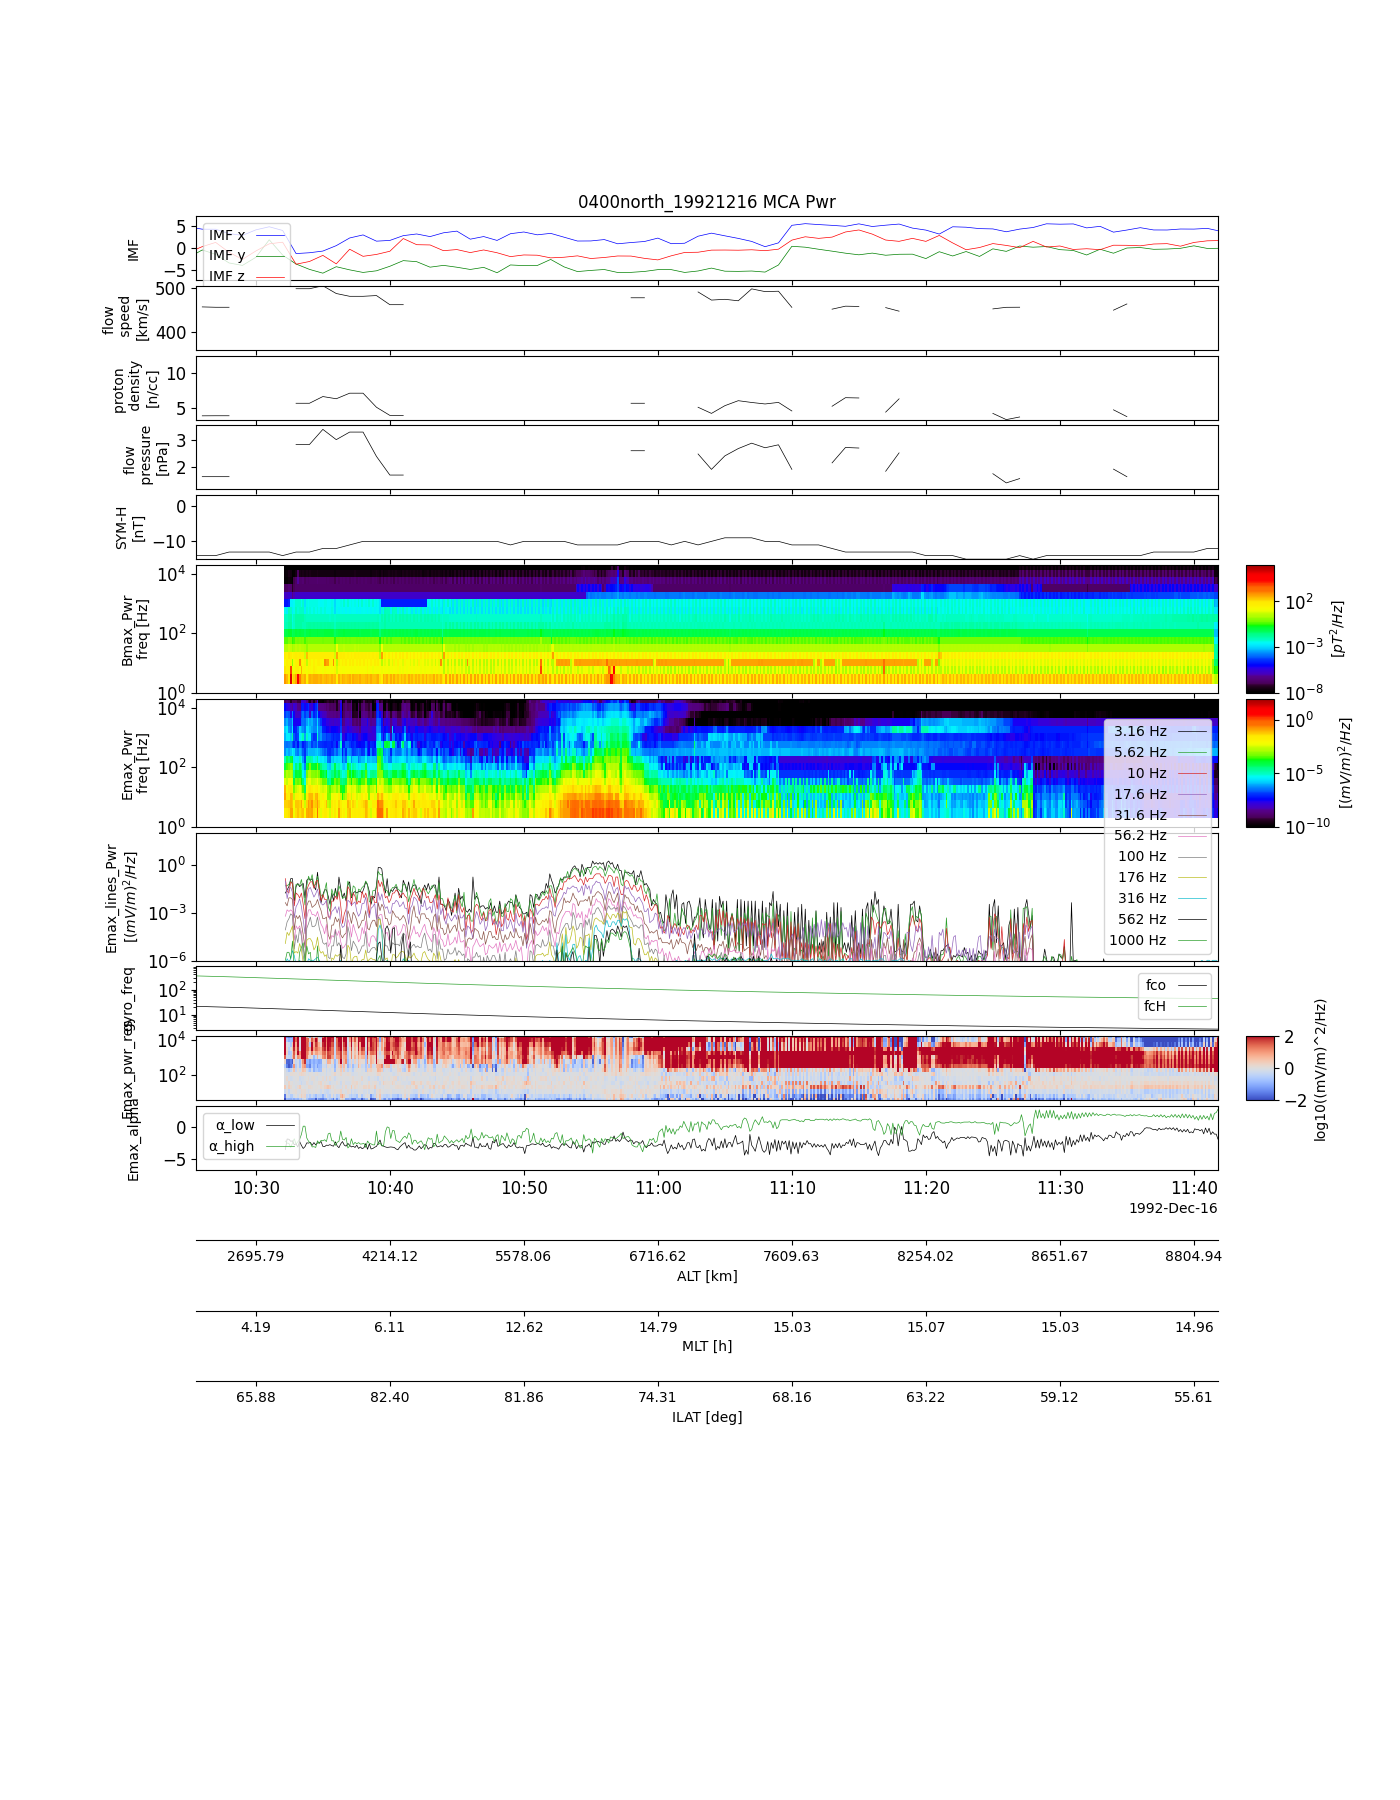 0400north_19921216 MCA Pwr
IMF
5
0
−5
IMF x
IMF y
IMF z
flow
speed
[km/s]
500
400
proton
density
[n/cc]
10
5
flow
pressure
[nPa]
3
2
SYM-H
[nT]
0
−10
Bmax_Pwr
freq [Hz]
10^4
10^2
10^0
10^2
10^−3
10^−8
[pT^2/Hz]
Emax_Pwr
freq [Hz]
10^4
10^2
10^0
10^0
10^−5
10^−10
[(mV/m)^2/Hz]
3.16 Hz
5.62 Hz
10 Hz
17.6 Hz
31.6 Hz
56.2 Hz
100 Hz
176 Hz
316 Hz
562 Hz
1000 Hz
Emax_lines_Pwr
[(mV/m)^2/Hz]
10^0
10^−3
10^−6
gyro_freq
10^2
10^1
fco
fcH
Emax_pwr_reg
10^4
10^2
2
0
−2
log10((mV/m)^2/Hz)
Emax_alpha
0
−5
α_low
α_high
10:30 10:40 10:50 11:00 11:10 11:20 11:30 11:40
1992-Dec-16
2695.79 4214.12 5578.06 6716.62 7609.63 8254.02 8651.67 8804.94
ALT [km]
4.19 6.11 12.62 14.79 15.03 15.07 15.03 14.96
MLT [h]
65.88 82.40 81.86 74.31 68.16 63.22 59.12 55.61
ILAT [deg]